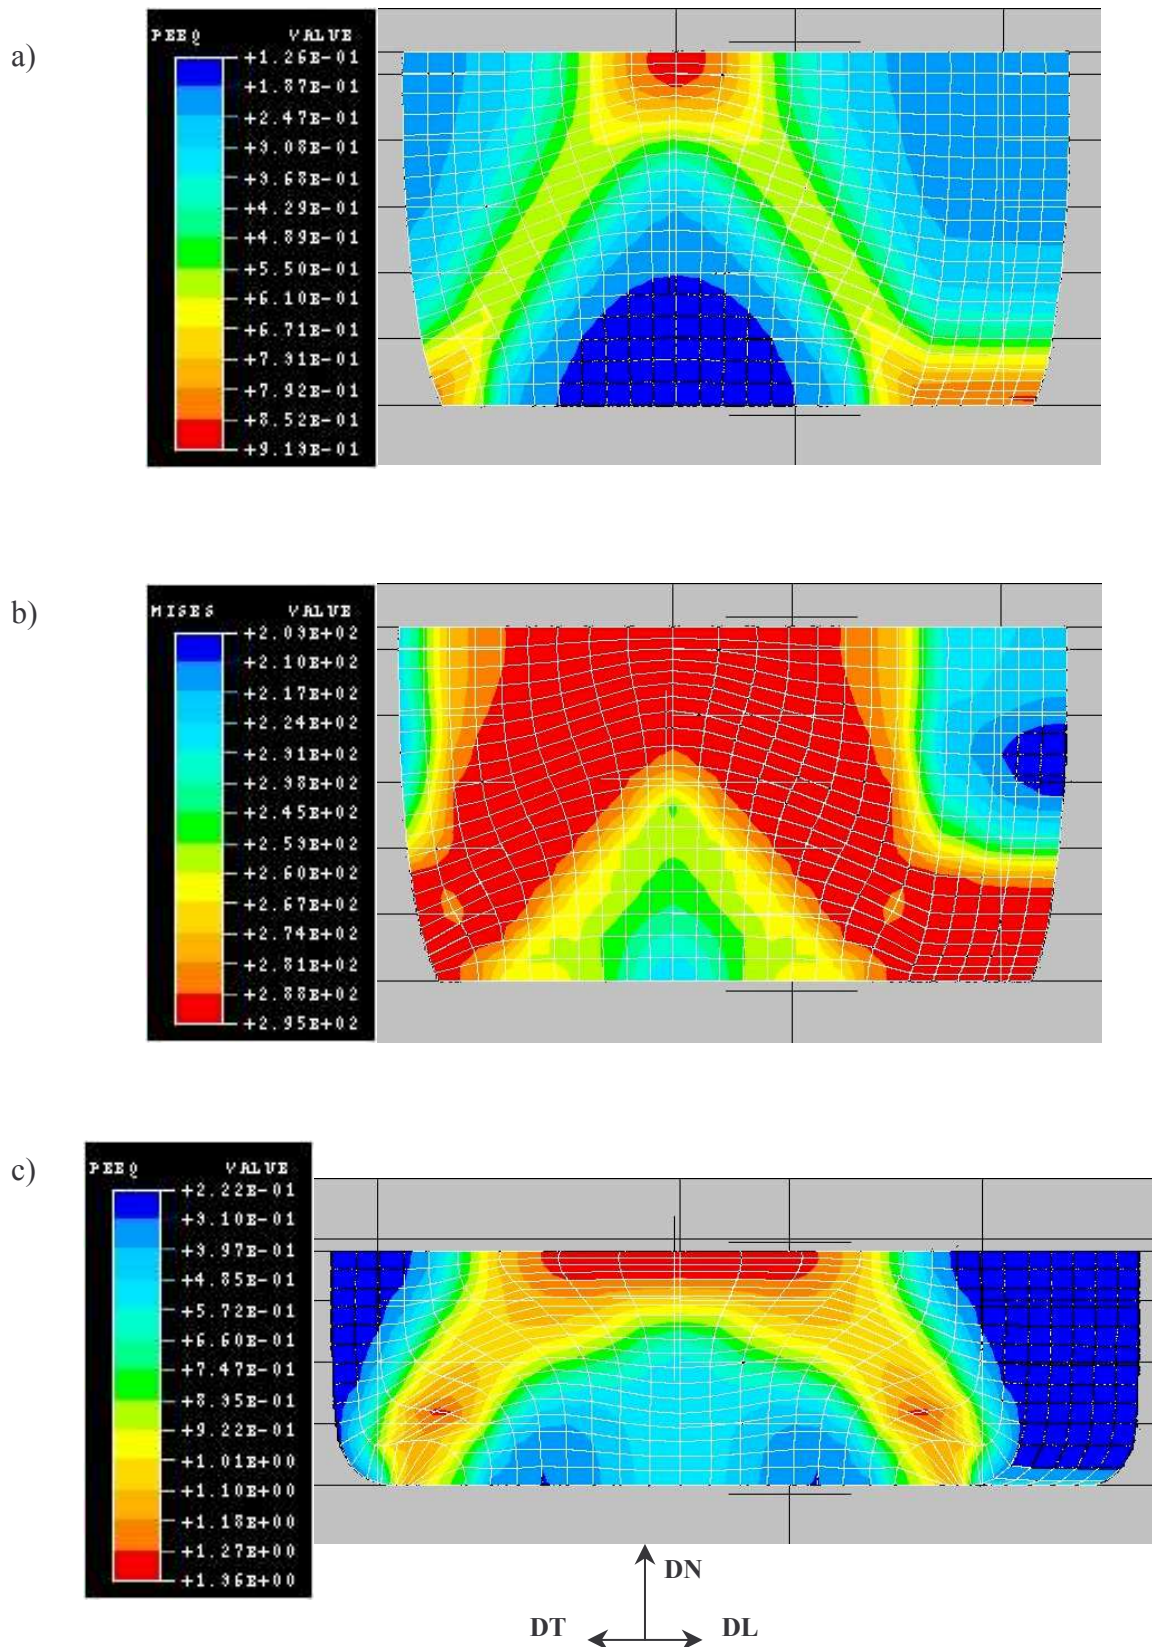 a)
PEEQ VALUE
+1.26E-01
+1.87E-01
+2.47E-01
+3.08E-01
+3.68E-01
+4.29E-01
+4.89E-01
+5.50E-01
+6.10E-01
+6.71E-01
+7.31E-01
+7.92E-01
+8.52E-01
+9.13E-01
b)
MISES VALUE
+2.03E+02
+2.10E+02
+2.17E+02
+2.24E+02
+2.31E+02
+2.38E+02
+2.45E+02
+2.53E+02
+2.60E+02
+2.67E+02
+2.74E+02
+2.81E+02
+2.88E+02
+2.95E+02
c)
PEEQ VALUE
+2.22E-01
+3.10E-01
+3.97E-01
+4.85E-01
+5.72E-01
+6.60E-01
+7.47E-01
+8.35E-01
+9.22E-01
+1.01E+00
+1.10E+00
+1.18E+00
+1.27E+00
+1.36E+00
DN
DT DL